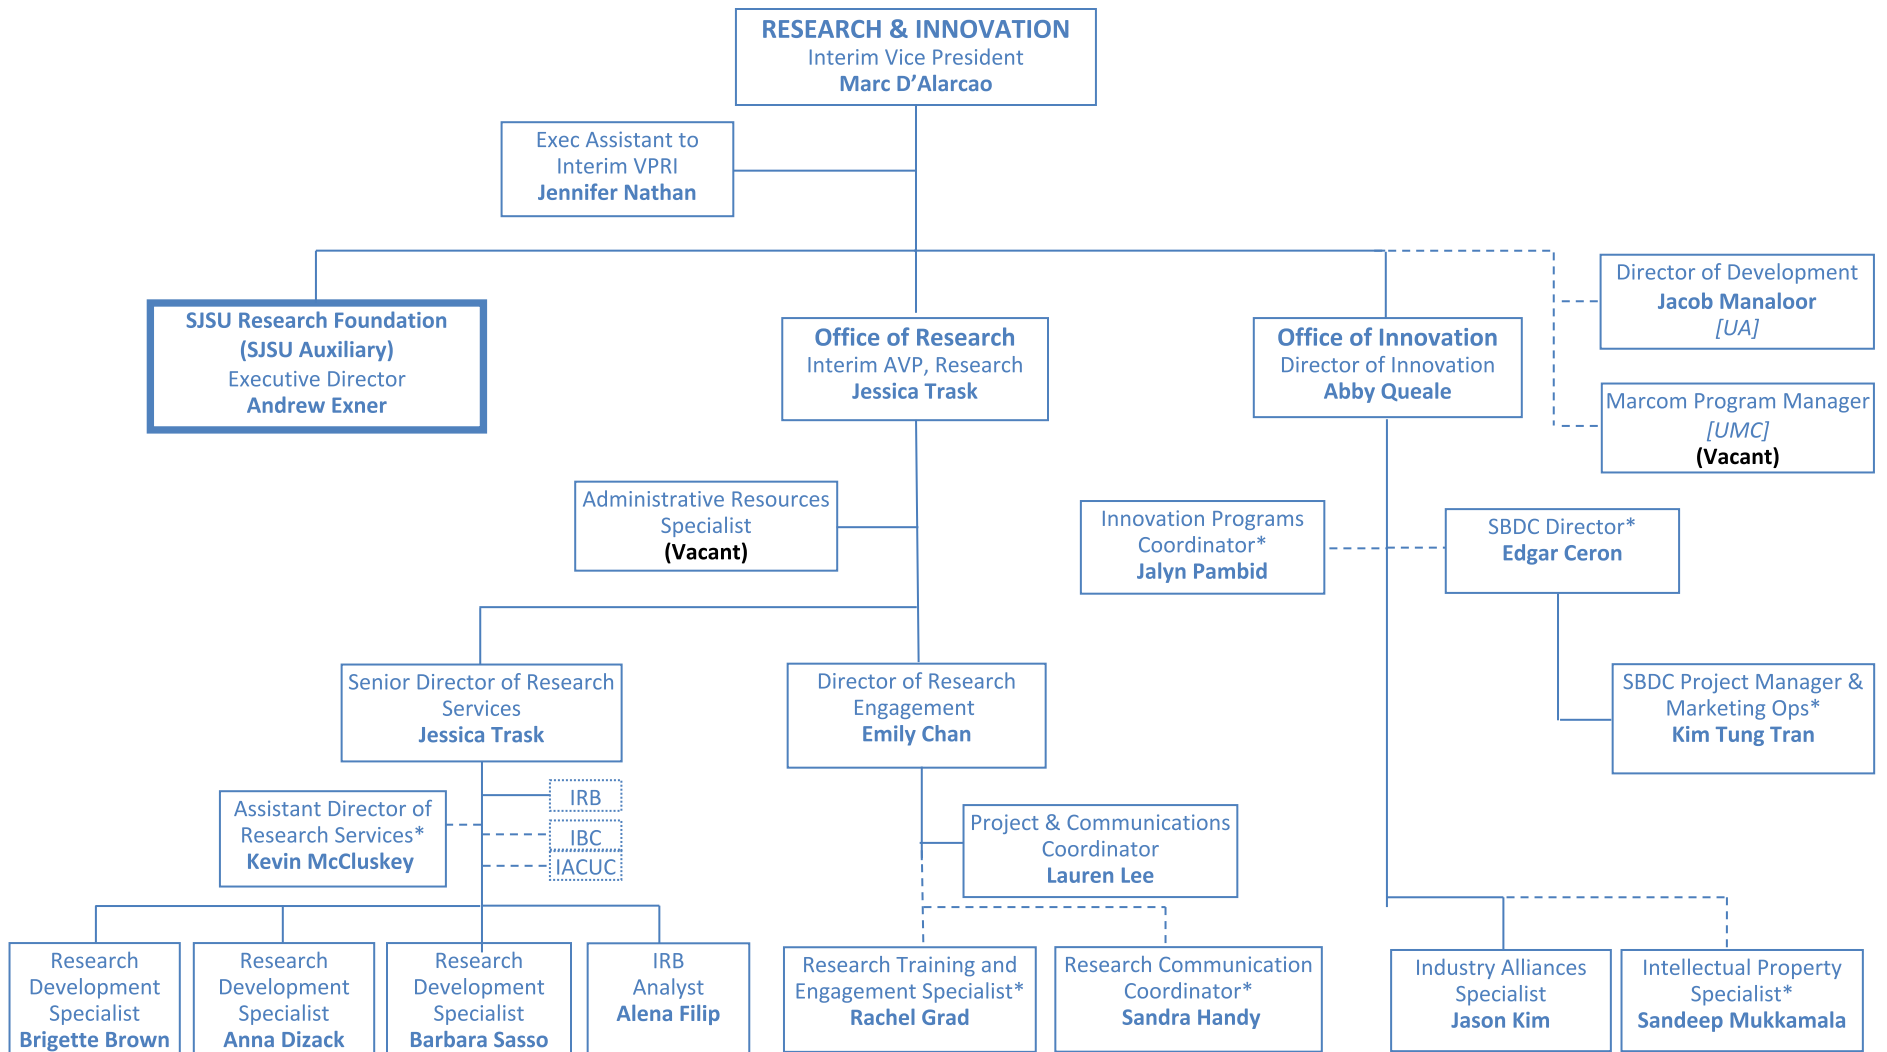 RESEARCH & INNOVATION
Interim Vice President
Marc D’Alarcao
Exec Assistant to
Interim VPRI
Jennifer Nathan
SJSU Research Foundation
(SJSU Auxiliary)
Executive Director
Andrew Exner
Office of Research
Interim AVP, Research
Jessica Trask
Office of Innovation
Director of Innovation
Abby Queale
Director of Development
Jacob Manaloor
[UA]
Marcom Program Manager
[UMC]
(Vacant)
Administrative Resources
Specialist
(Vacant)
Innovation Programs
Coordinator*
Jalyn Pambid
SBDC Director*
Edgar Ceron
Senior Director of Research
Services
Jessica Trask
Director of Research
Engagement
Emily Chan
SBDC Project Manager &
Marketing Ops*
Kim Tung Tran
Assistant Director of
Research Services*
Kevin McCluskey
IRB
IBC
IACUC
Project & Communications
Coordinator
Lauren Lee
Research
Development
Specialist
Brigette Brown
Research
Development
Specialist
Anna Dizack
Research
Development
Specialist
Barbara Sasso
IRB
Analyst
Alena Filip
Research Training and
Engagement Specialist*
Rachel Grad
Research Communication
Coordinator*
Sandra Handy
Industry Alliances
Specialist
Jason Kim
Intellectual Property
Specialist*
Sandeep Mukkamala